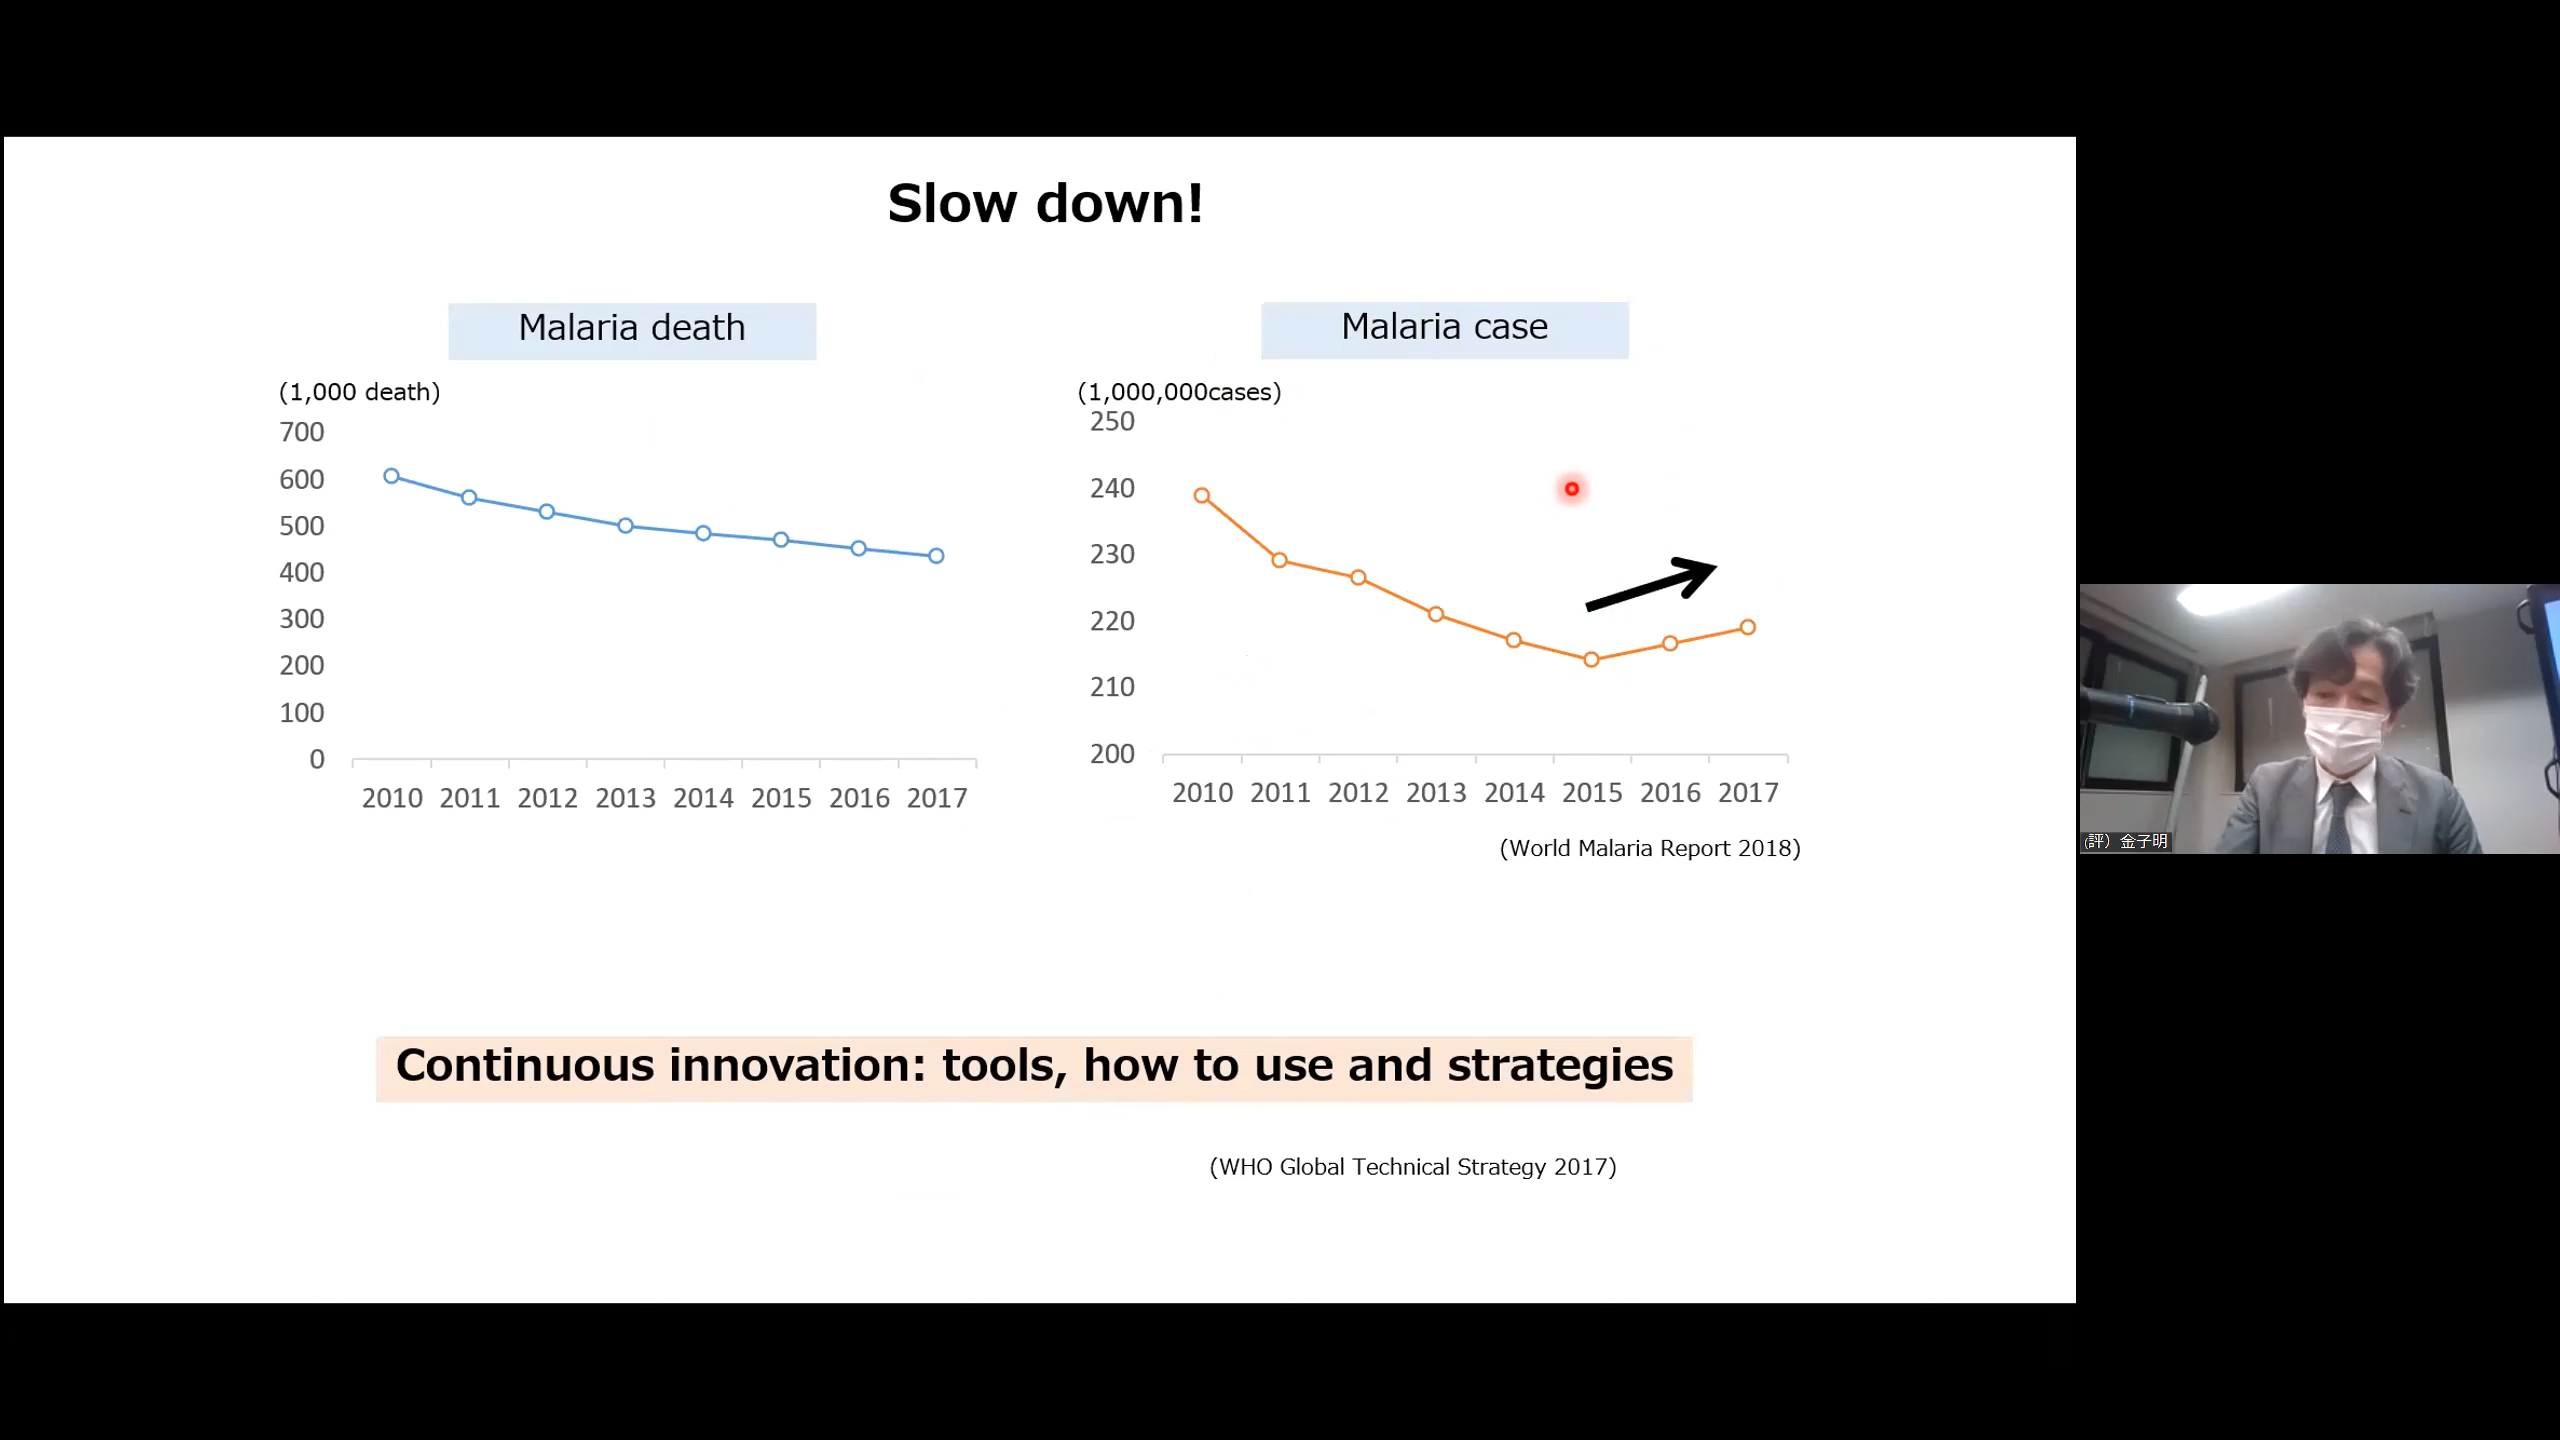 Slow down!
Malaria death
Malaria case
(1,000 death)
700
600
500
400
300
200
100
0
2010 2011 2012 2013 2014 2015 2016 2017
(1,000,000cases)
250
240
230
220
210
200
2010 2011 2012 2013 2014 2015 2016 2017
(World Malaria Report 2018)
Continuous innovation: tools, how to use and strategies
(WHO Global Technical Strategy 2017)
(評）金子明